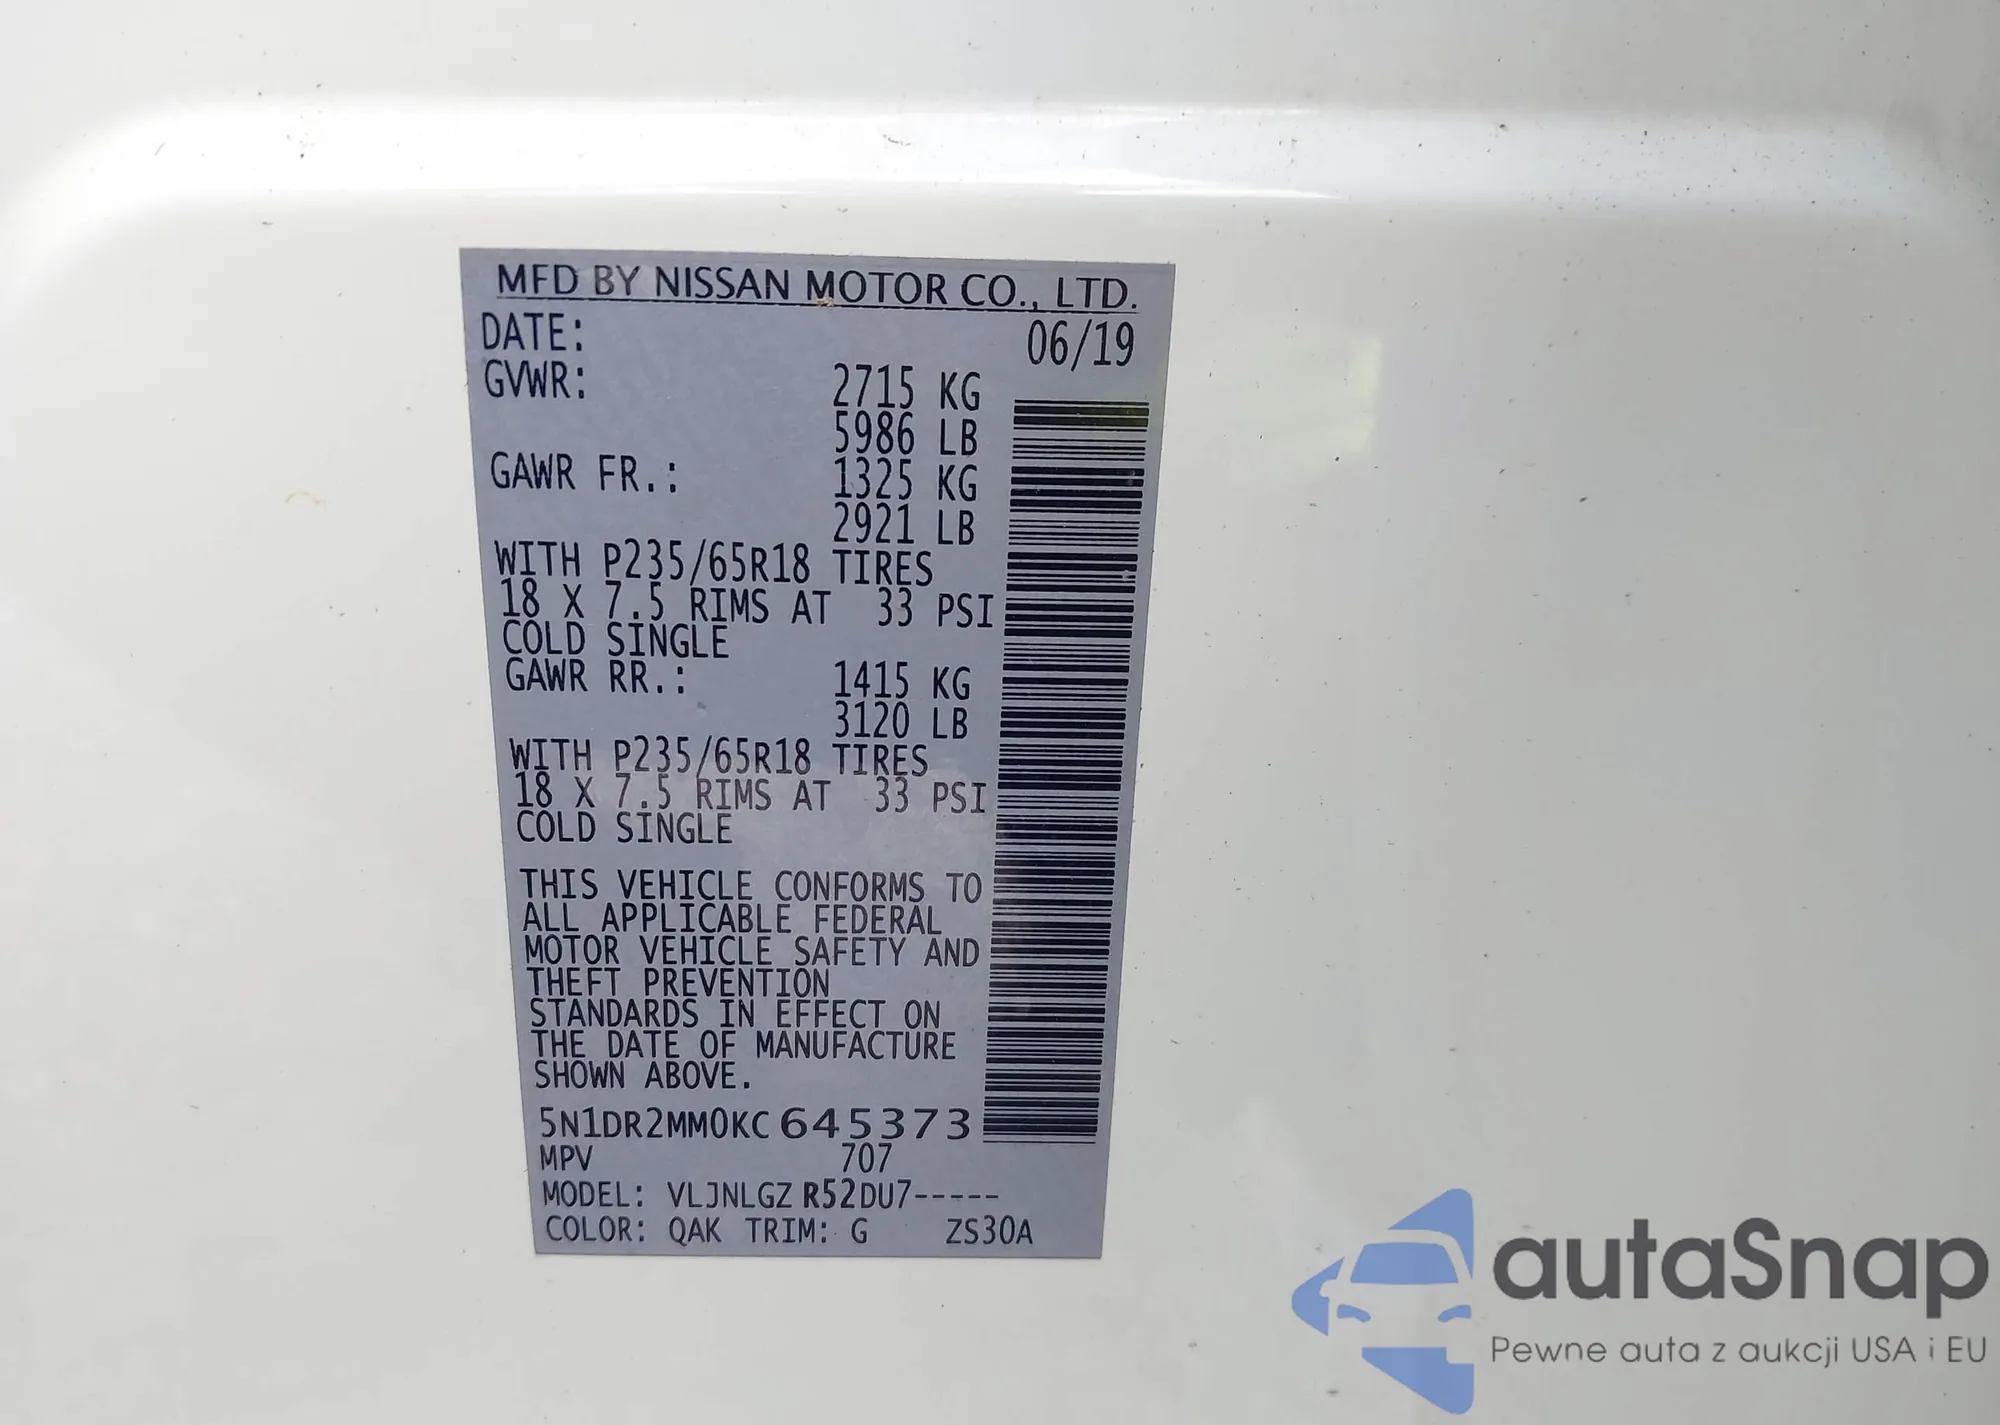 MFD BY NISSAN MOTOR CO., LTD.
DATE: 06/19
GVWR: 2715 KG
5986 LB
GAWR FR.: 1325 KG
2921 LB
WITH P235/65R18 TIRES
18 X 7.5 RIMS AT 33 PSI
COLD SINGLE
GAWR RR.: 1415 KG
3120 LB
WITH P235/65R18 TIRES
18 X 7.5 RIMS AT 33 PSI
COLD SINGLE
THIS VEHICLE CONFORMS TO
ALL APPLICABLE FEDERAL
MOTOR VEHICLE SAFETY AND
THEFT PREVENTION
STANDARDS IN EFFECT ON
THE DATE OF MANUFACTURE
SHOWN ABOVE.
5N1DR2MM0KC645373
MPV 707
MODEL: VLJNLGZ R52DU7-----
COLOR: QAK TRIM: G ZS30A
autaSnap
Pewne auta z aukcji USA i EU